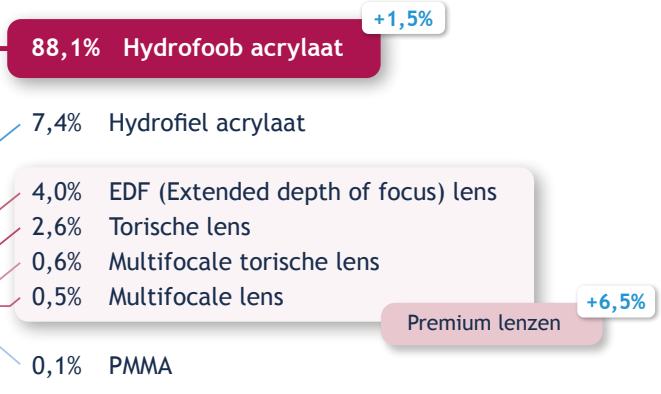 +1,5%
88,1% Hydrofoob acrylaat
7,4% Hydrofiel acrylaat
4,0% EDF (Extended depth of focus) lens
2,6% Torische lens
0,6% Multifocale torische lens
0,5% Multifocale lens
+6,5%
Premium lenzen
0,1% PMMA